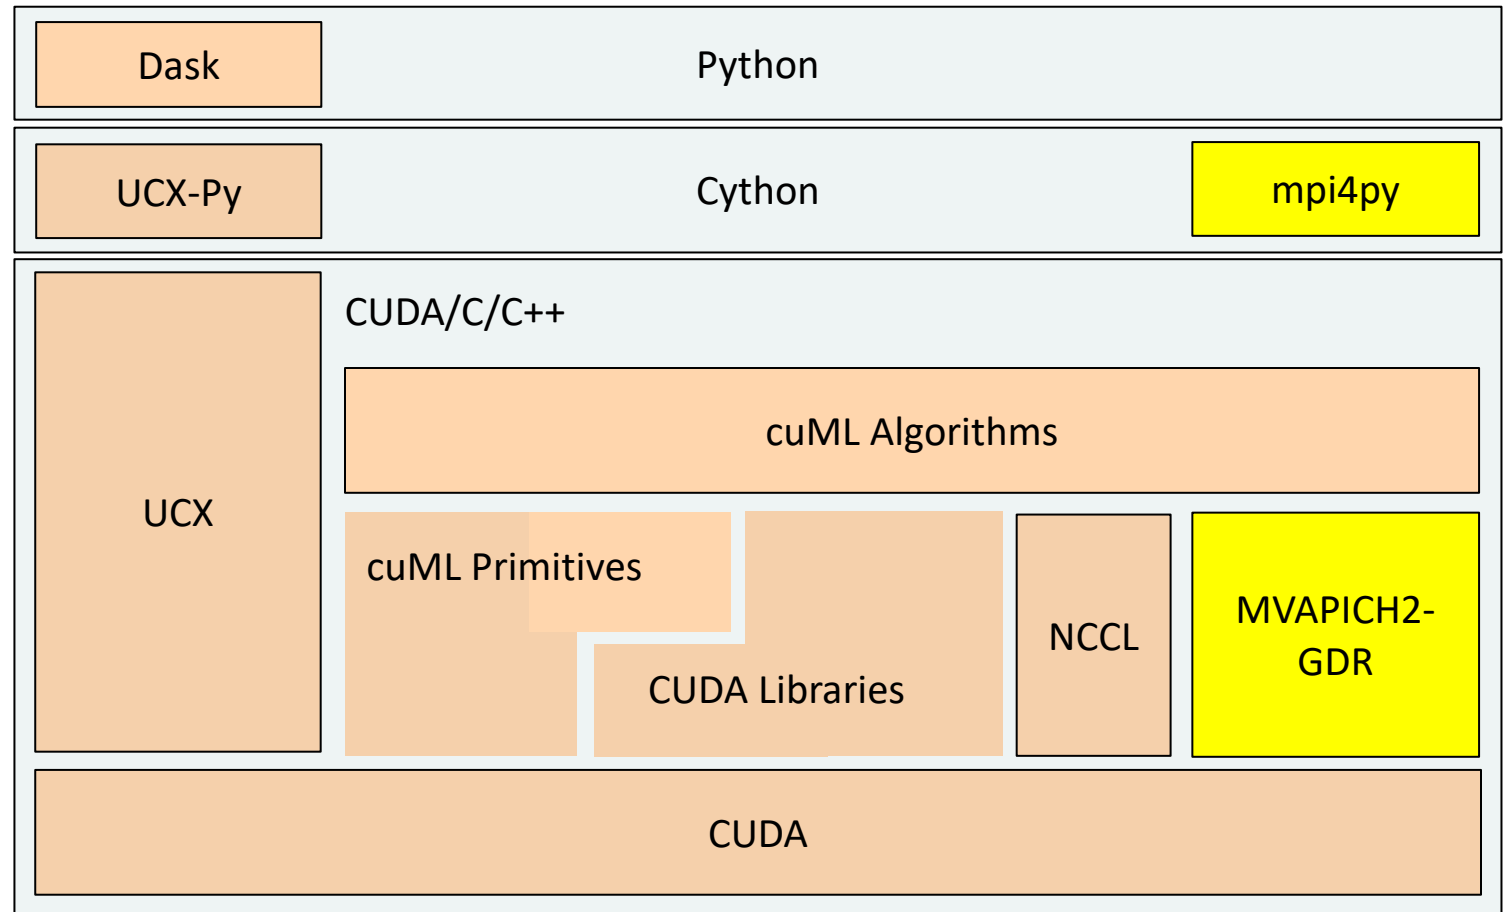 Dask
Python
UCX-Py
Cython
mpi4py
CUDA/C/C++
cuML Algorithms
UCX
cuML Primitives
CUDA Libraries
NCCL
MVAPICH2-
GDR
CUDA